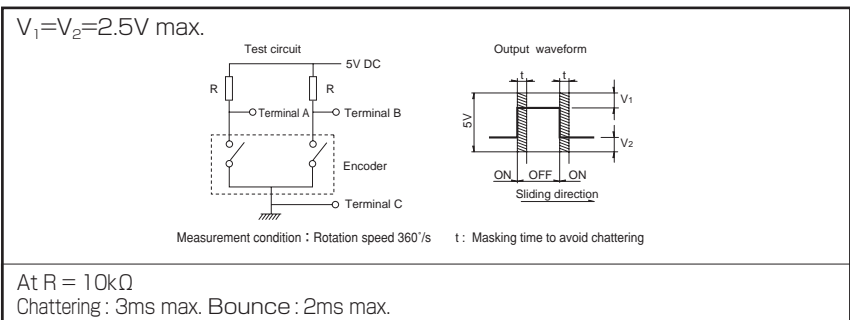 V₁=V₂=2.5V max.
Test circuit
Output waveform
5V DC
R
R
Terminal A
Terminal B
Encoder
Terminal C
t
t
5V
V1
V2
ON OFF ON
Sliding direction
Measurement condition : Rotation speed 360˚/s t : Masking time to avoid chattering
At R = 10kΩ
Chattering : 3ms max. Bounce : 2ms max.